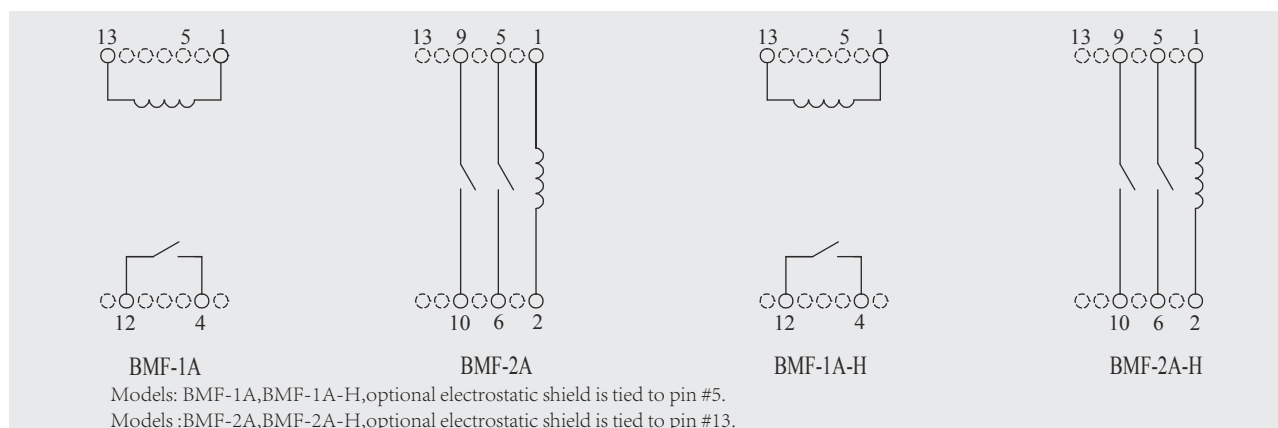 13 5 1 13 9 5 1 13 5 1 13 9 5 1
12 4 10 6 2 12 4 10 6 2
BMF-1A BMF-2A BMF-1A-H BMF-2A-H
Models: BMF-1A,BMF-1A-H,optional electrostatic shield is tied to pin #5.
Models :BMF-2A,BMF-2A-H,optional electrostatic shield is tied to pin #13.